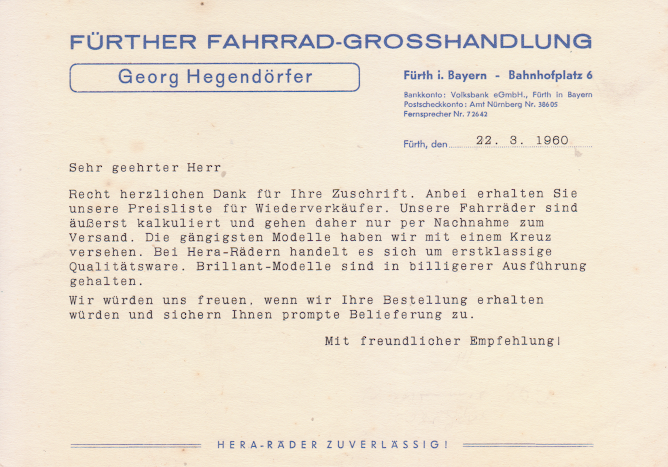 FÜRTHER FAHRRAD-GROSSHANDLUNG
Georg Hegendörfer
Fürth i. Bayern - Bahnhofplatz 6
Bankkonto: Volksbank eGmbH., Fürth in Bayern
Postscheckkonto: Amt Nürnberg Nr. 38605
Fernsprecher Nr. 72642
Fürth, den 22. 3. 1960
Sehr geehrter Herr
Recht herzlichen Dank für Ihre Zuschrift. Anbei erhalten Sie
unsere Preisliste für Wiederverkäufer. Unsere Fahrräder sind
äußerst kalkuliert und gehen daher nur per Nachnahme zum
Versand. Die gängigsten Modelle haben wir mit einem Kreuz
versehen. Bei Hera-Rädern handelt es sich um erstklassige
Qualitätsware. Brillant-Modelle sind in billigerer Ausführung
gehalten.
Wir würden uns freuen, wenn wir Ihre Bestellung erhalten
würden und sichern Ihnen prompte Belieferung zu.
Mit freundlicher Empfehlung!
HERA-RÄDER ZUVERLÄSSIG!